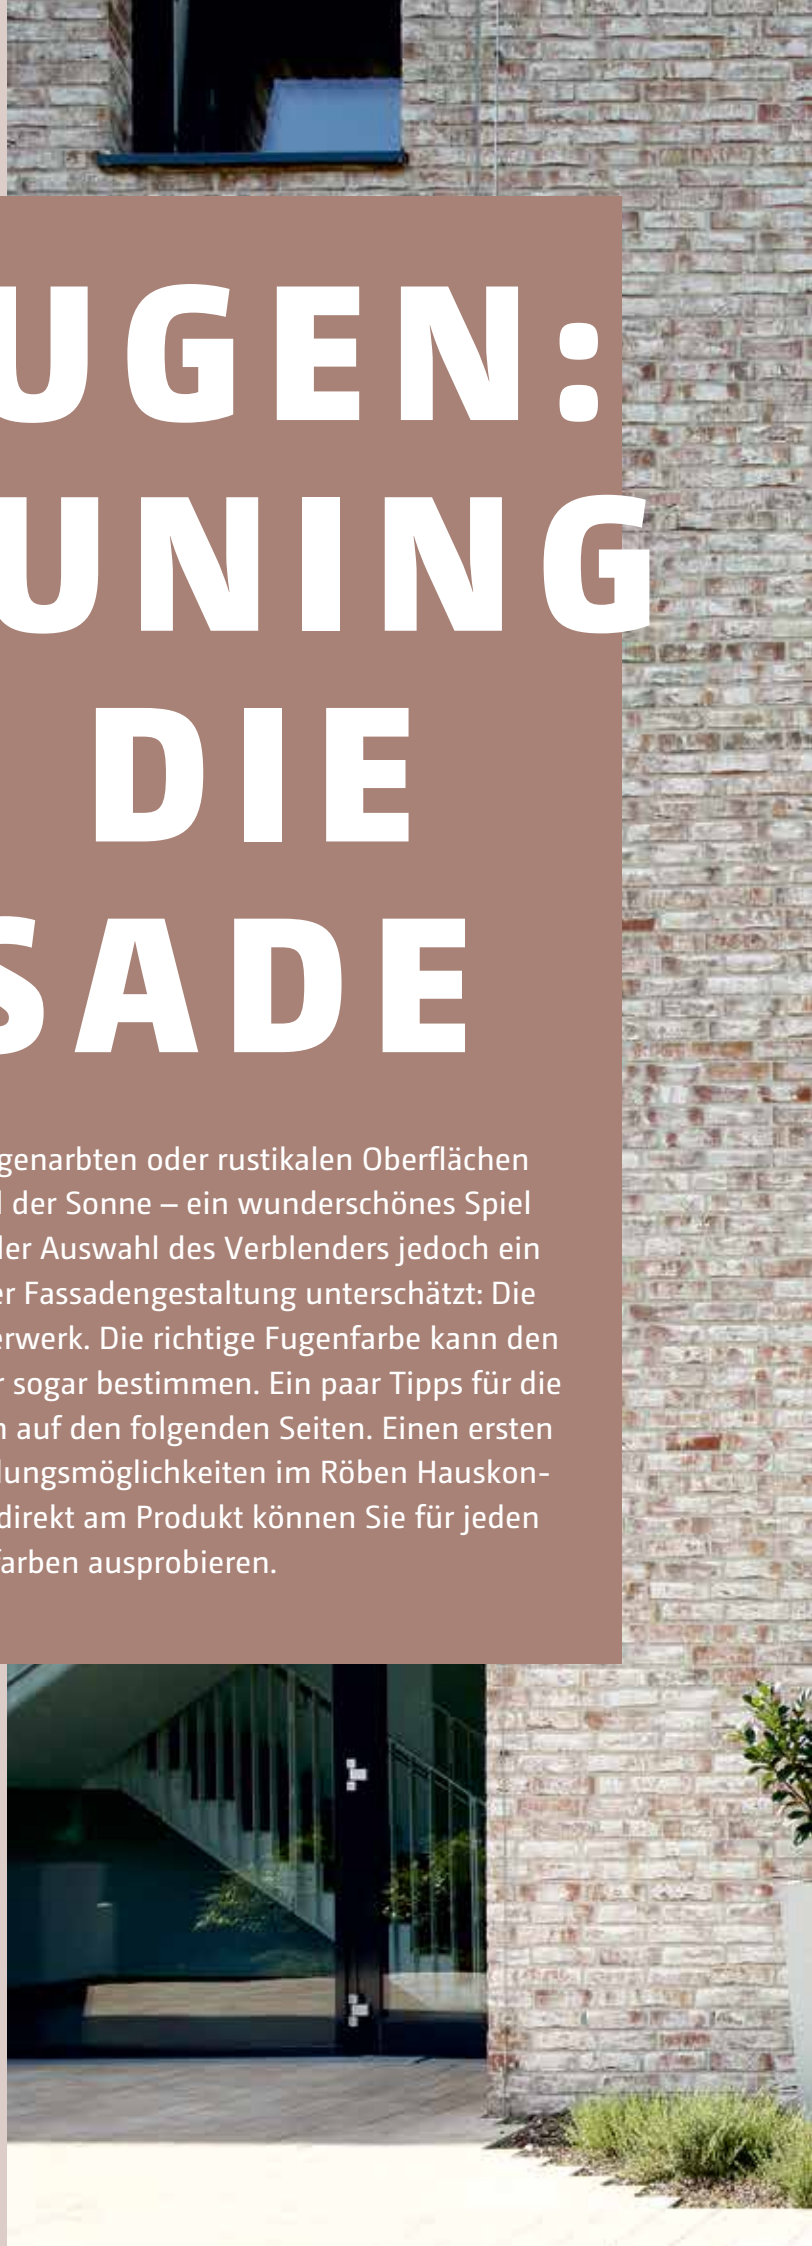 UGEN:
UNING
DIE
SADE
genarbten oder rustikalen Oberflächen
der Sonne – ein wunderschönes Spiel
ler Auswahl des Verblenders jedoch ein
er Fassadengestaltung unterschätzt: Die
erwerk. Die richtige Fugenfarbe kann den
r sogar bestimmen. Ein paar Tipps für die
n auf den folgenden Seiten. Einen ersten
lungsmöglichkeiten im Röben Hauskon-
direkt am Produkt können Sie für jeden
farben ausprobieren.